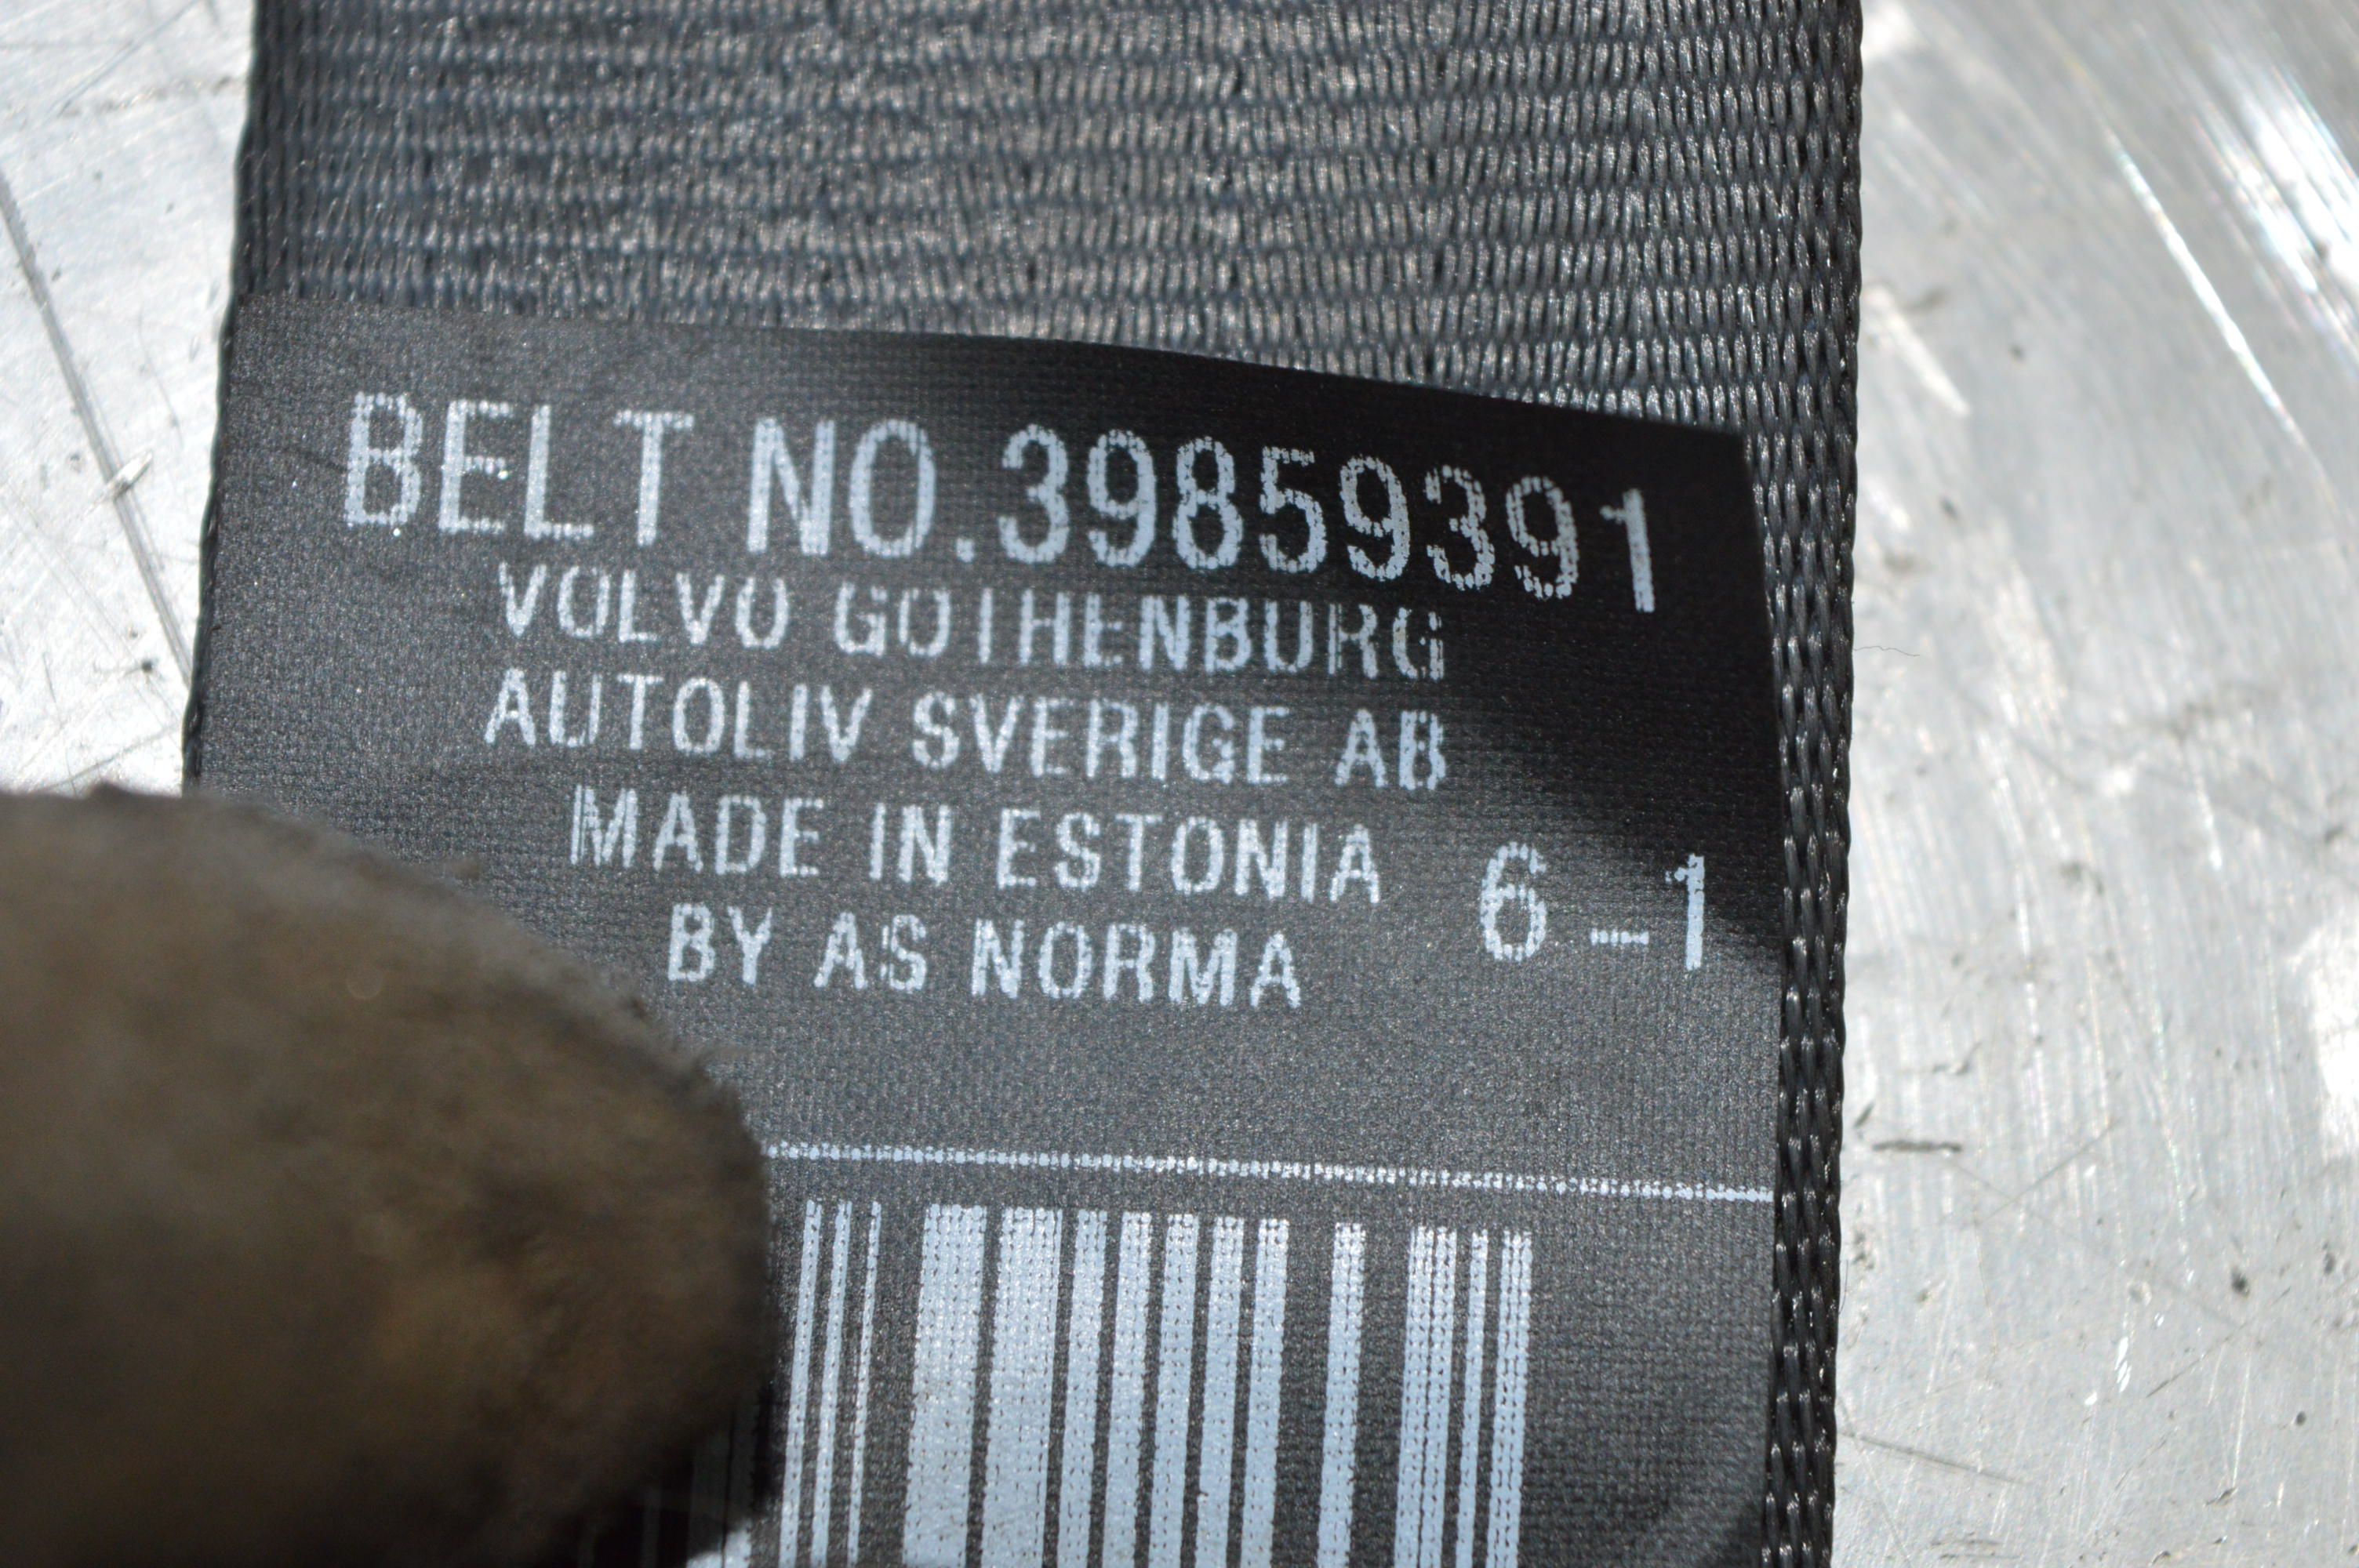 BELT NO.39859391
VOLVO GOTHENBURG
AUTOLIV SVERIGE AB
MADE IN ESTONIA 6-1
BY AS NORMA